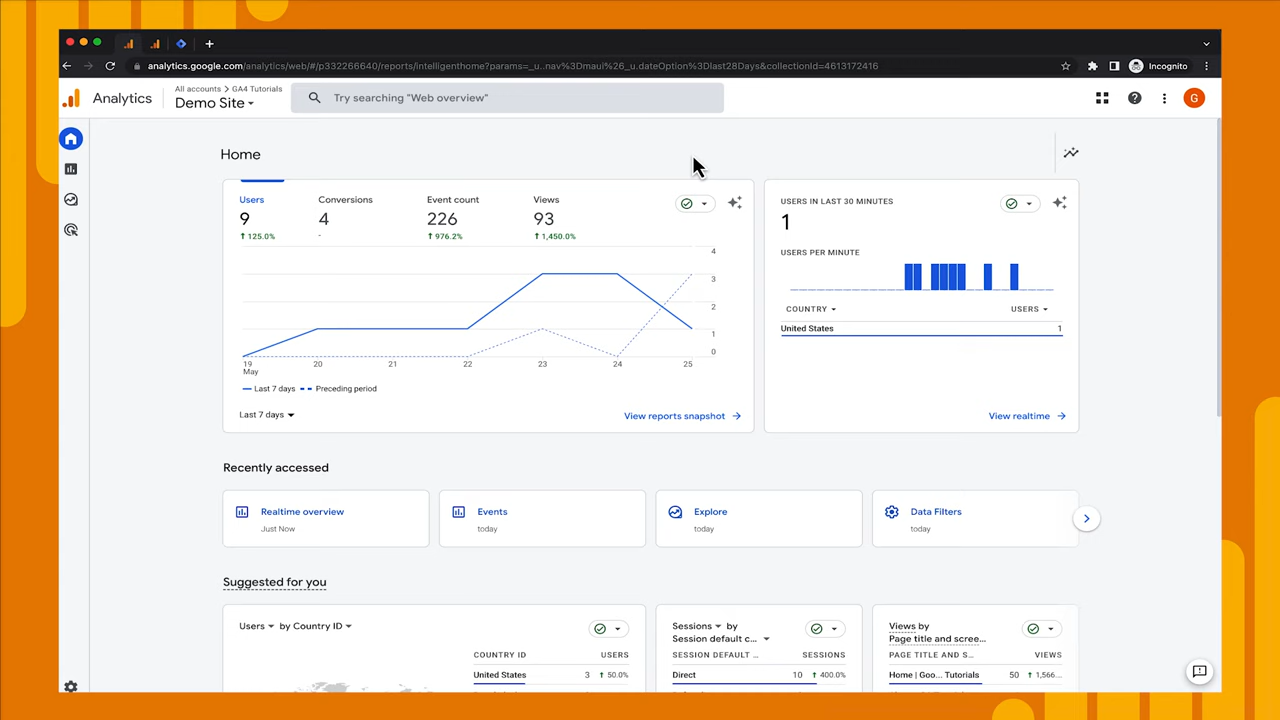 analytics.google.com/analytics/web/#/p332266640/reports/intelligenthome?params=_u..nav%3Dmaui%26_u.dateOption%3Dlast28Days&collectionId=4613172416
Incognito
Analytics
All accounts > GA4 Tutorials
Demo Site
Try searching "Web overview"
G
Home
Users
9
↑ 125.0%
Conversions
4
-
Event count
226
↑ 976.2%
Views
93
↑ 1,450.0%
4
3
2
1
0
19
May
20
21
22
23
24
25
Last 7 days
Preceding period
Last 7 days
View reports snapshot
USERS IN LAST 30 MINUTES
1
USERS PER MINUTE
COUNTRY
USERS
United States
1
View realtime
Recently accessed
Realtime overview
Just Now
Events
today
Explore
today
Data Filters
today
Suggested for you
Users by Country ID
COUNTRY ID
USERS
United States
3
↑ 50.0%
Sessions by
Session default c...
SESSION DEFAULT ...
SESSIONS
Direct
10
↑ 400.0%
Views by
Page title and scree...
PAGE TITLE AND S...
VIEWS
Home | Goo... Tutorials
50
↑ 1,566...